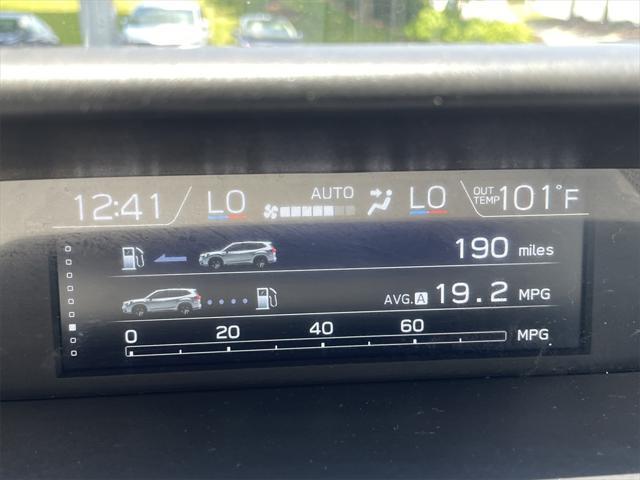 12:41 LO AUTO LO OUT TEMP 101°F
190 miles
AVG. A 19.2 MPG
0 20 40 60 MPG